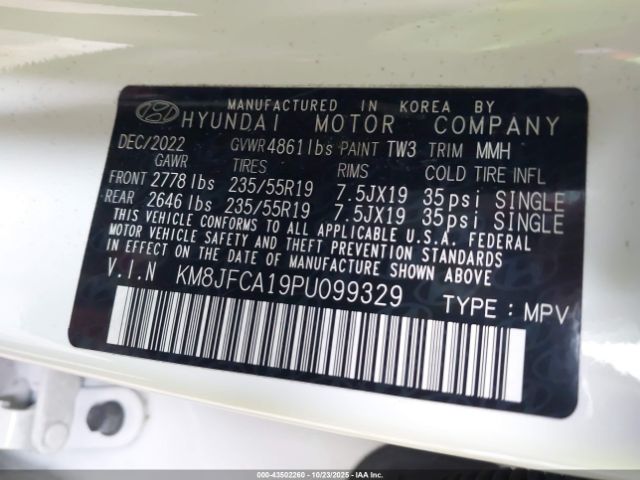 MANUFACTURED IN KOREA BY
HYUNDAI MOTOR COMPANY
DEC/2022 GVWR 4861lbs PAINT TW3 TRIM MMH
GAWR TIRES RIMS COLD TIRE INFL
FRONT 2778lbs 235/55R19 7.5JX19 35psi SINGLE
REAR 2646lbs 235/55R19 7.5JX19 35psi SINGLE
THIS VEHICLE CONFORMS TO ALL APPLICABLE U.S.A. FEDERAL
MOTOR VEHICLE SAFETY AND THEFT PREVENTION STANDARDS
IN EFFECT ON THE DATE OF MANUFACTURE SHOWN ABOVE.
V.I.N KM8JFCA19PU099329 TYPE : MPV
000-43502260 - 10/23/2025 - IAA Inc.